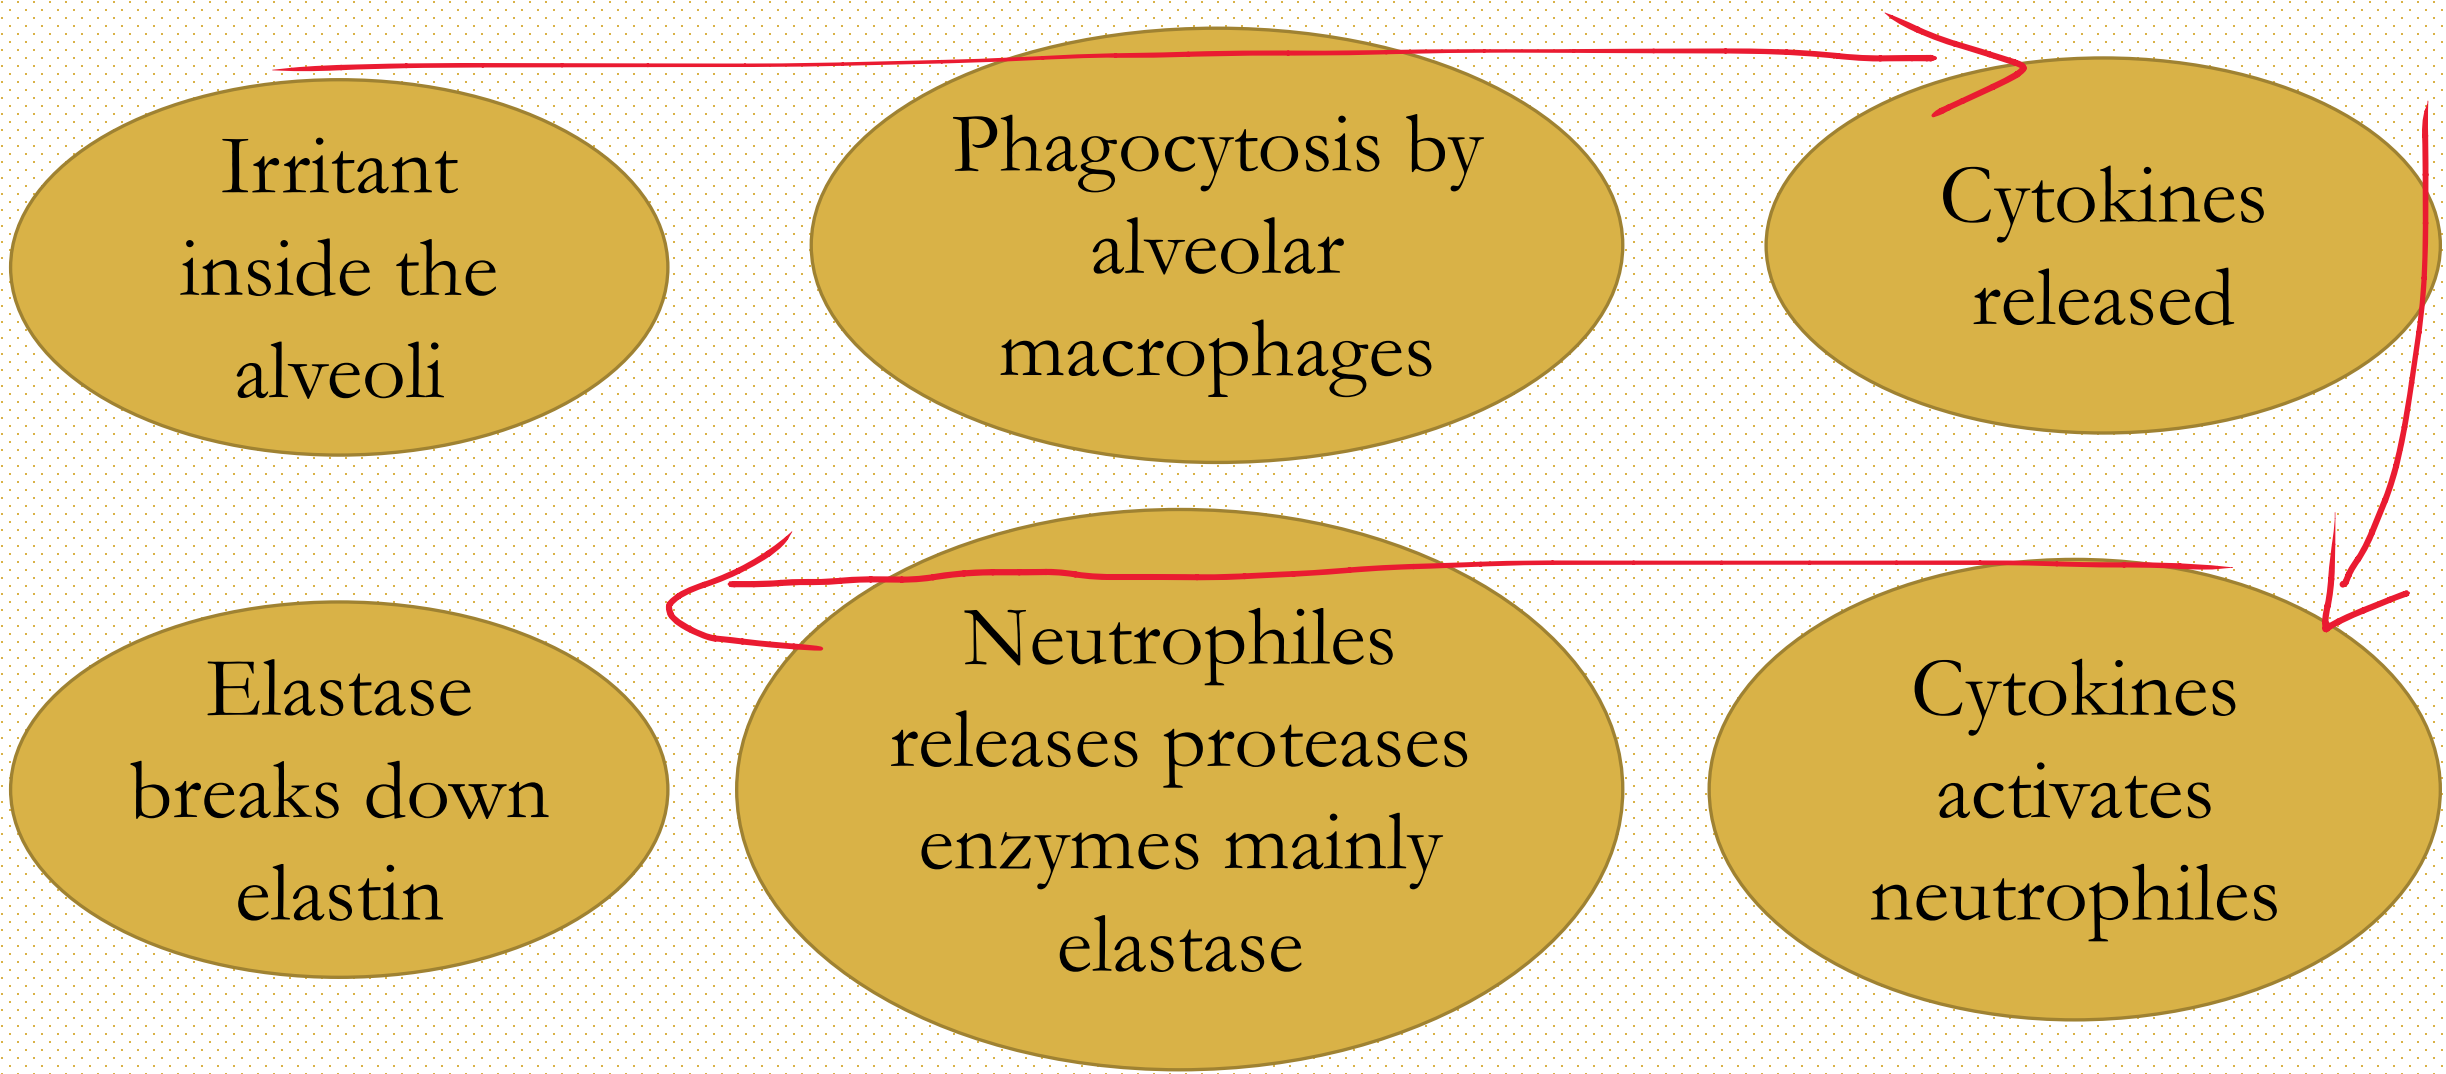 Irritant
inside the
alveoli
Phagocytosis by
alveolar
macrophages
Cytokines
released
Elastase
breaks down
elastin
Neutrophiles
releases proteases
enzymes mainly
elastase
Cytokines
activates
neutrophiles